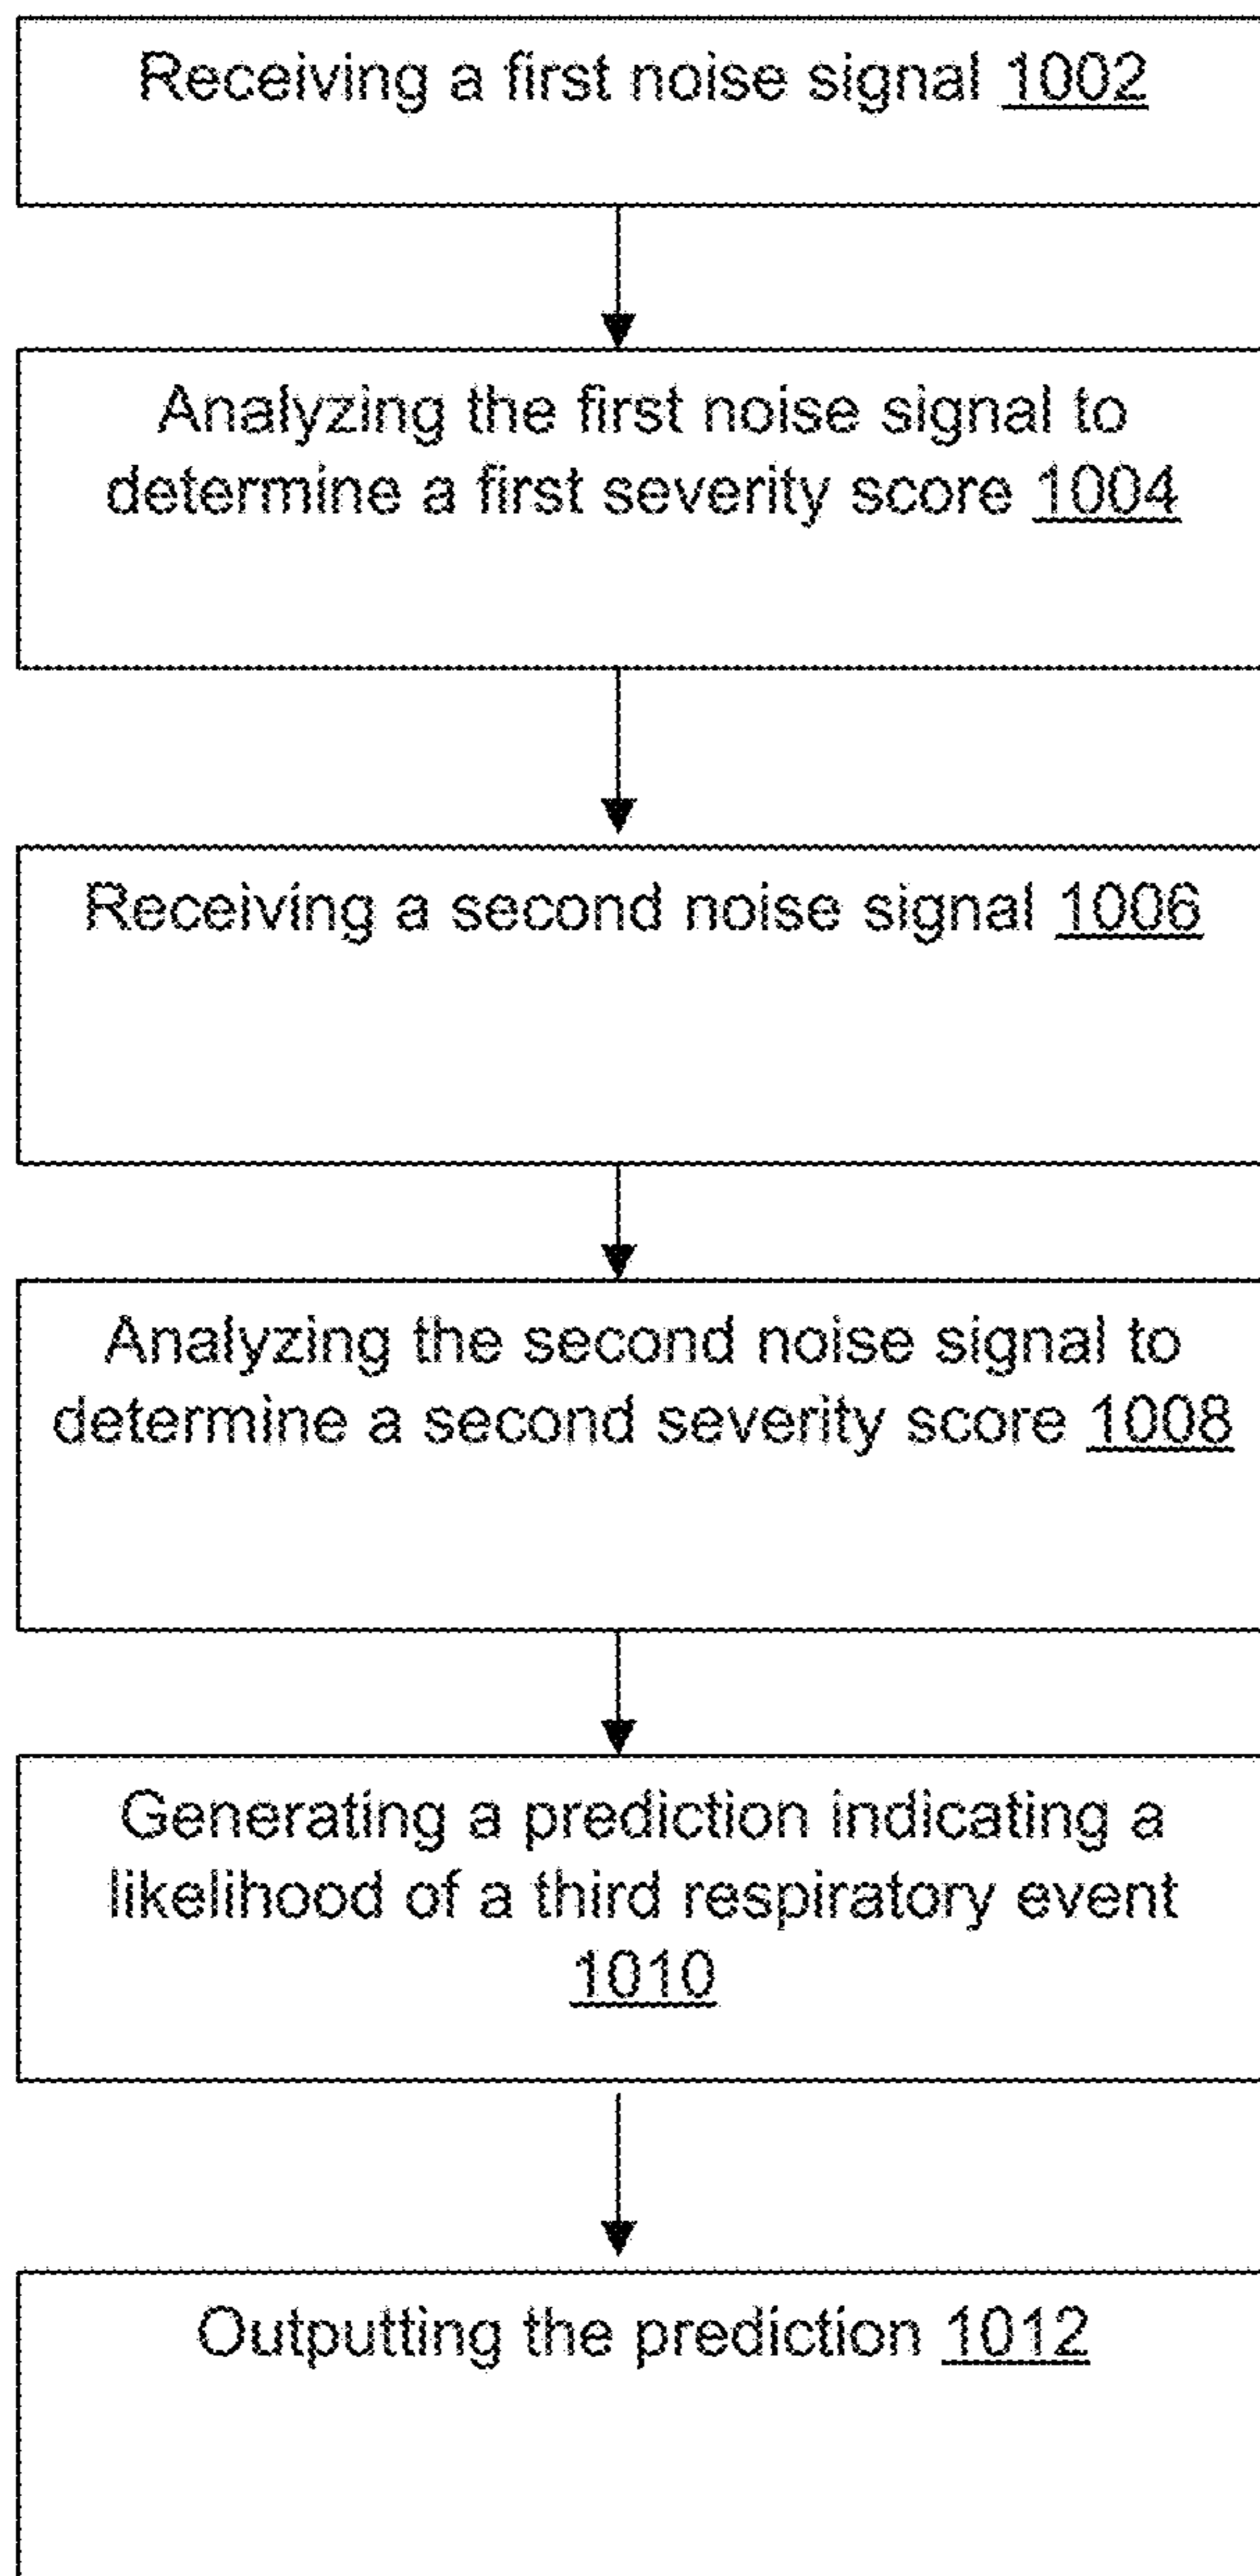 Receiving a first noise signal 1002
Analyzing the first noise signal to
determine a first severity score 1004
Receiving a second noise signal 1006
Analyzing the second noise signal to
determine a second severity score 1008
Generating a prediction indicating a
likelihood of a third respiratory event
1010
Outputting the prediction 1012